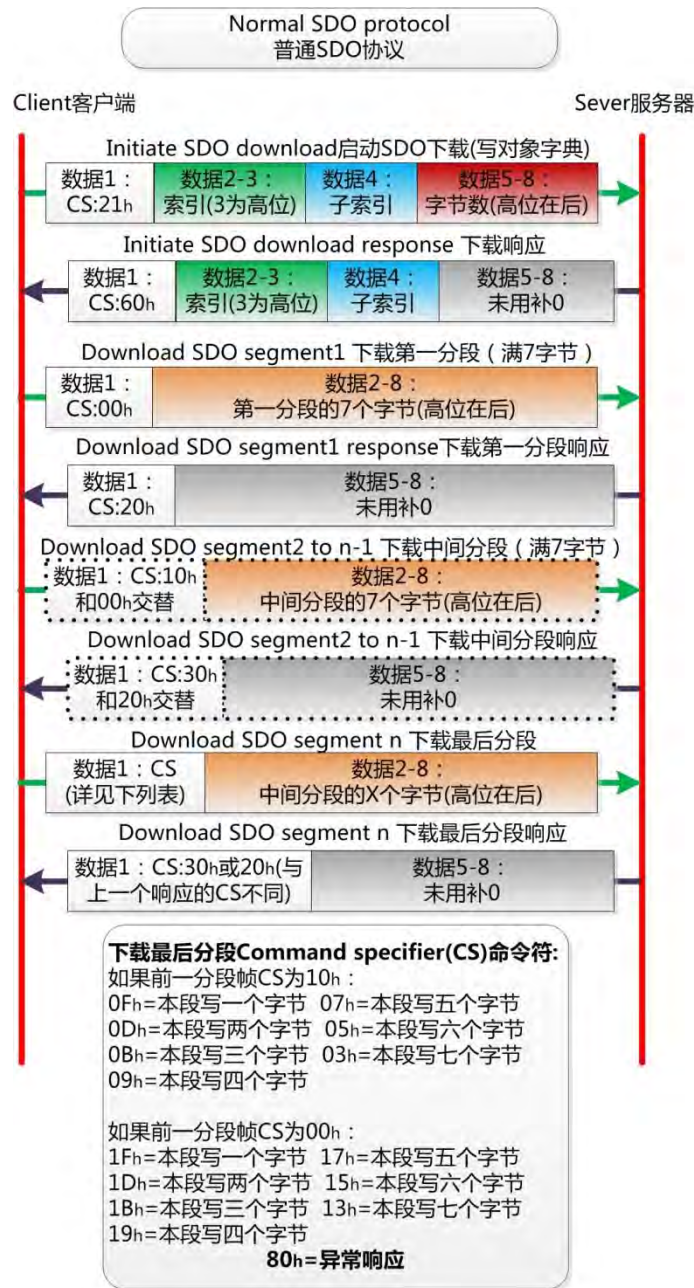 Normal SDO protocol
普通SDO协议
Client客户端
Sever服务器
Initiate SDO download启动SDO下载(写对象字典)
数据1：
CS:21h
数据2-3：
索引(3为高位)
数据4：
子索引
数据5-8：
字节数(高位在后)
Initiate SDO download response 下载响应
数据1：
CS:60h
数据2-3：
索引(3为高位)
数据4：
子索引
数据5-8：
未用补0
Download SDO segment1 下载第一分段（满7字节）
数据1：
CS:00h
数据2-8：
第一分段的7个字节(高位在后)
Download SDO segment1 response下载第一分段响应
数据1：
CS:20h
数据5-8：
未用补0
Download SDO segment2 to n-1 下载中间分段（满7字节）
数据1：CS:10h
和00h交替
数据2-8：
中间分段的7个字节(高位在后)
Download SDO segment2 to n-1 下载中间分段响应
数据1：CS:30h
和20h交替
数据5-8：
未用补0
Download SDO segment n 下载最后分段
数据1：CS
(详见下列表)
数据2-8：
中间分段的X个字节(高位在后)
Download SDO segment n 下载最后分段响应
数据1：CS:30h或20h(与
上一个响应的CS不同)
数据5-8：
未用补0
下载最后分段Command specifier(CS)命令符:
如果前一分段帧CS为10h：
0Fh=本段写一个字节 07h=本段写五个字节
0Dh=本段写两个字节 05h=本段写六个字节
0Bh=本段写三个字节 03h=本段写七个字节
09h=本段写四个字节
如果前一分段帧CS为00h：
1Fh=本段写一个字节 17h=本段写五个字节
1Dh=本段写两个字节 15h=本段写六个字节
1Bh=本段写三个字节 13h=本段写七个字节
19h=本段写四个字节
80h=异常响应